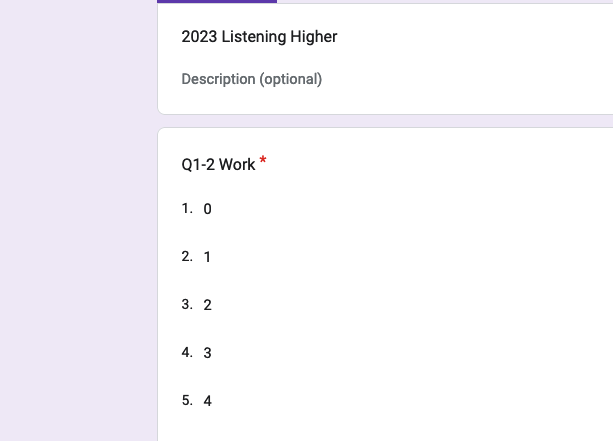 2023 Listening Higher
Description (optional)
Q1-2 Work *
1. 0
2. 1
3. 2
4. 3
5. 4